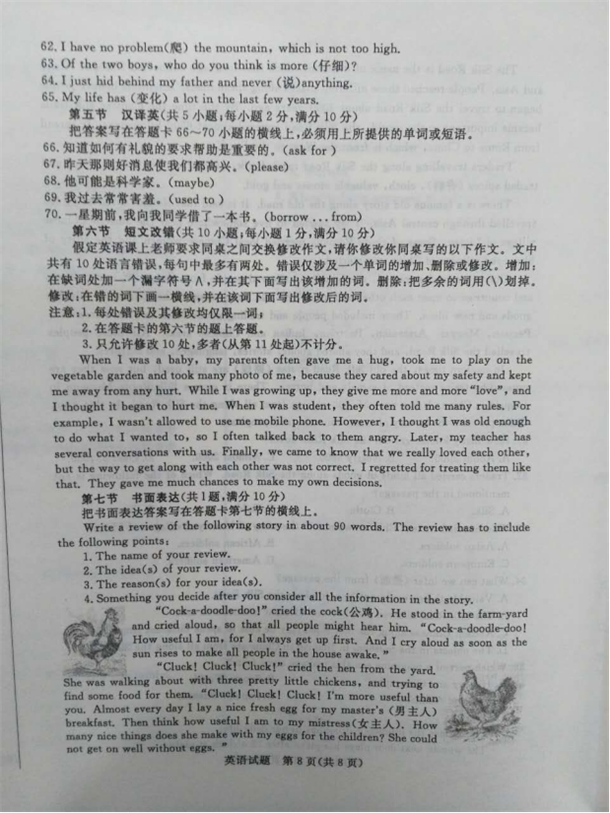 62. I have no problem(爬) the mountain, which is not too high.
63. Of the two boys, who do you think is more (仔细)?
64. I just hid behind my father and never (说)anything.
65. My life has (变化) a lot in the last few years.
第五节 汉译英(共5小题;每小题2分,满分10分)
把答案写在答题卡66~70小题的横线上,必须用上所提供的单词或短语。
66. 知道如何有礼貌的要求帮助是重要的。(ask for )
67. 昨天那则好消息使我们都高兴。(please)
68. 他可能是科学家。(maybe)
69. 我过去常常害羞。(used to )
70. 一星期前,我向我同学借了一本书。(borrow ... from)
第六节 短文改错(共10小题;每小题1分,满分10分)
假定英语课上老师要求同桌之间交换修改作文,请你修改你同桌写的以下作文。文中
共有10处语言错误,每句中最多有两处。错误仅涉及一个单词的增加、删除或修改。增加:
在缺词处加一个漏字符号∧,并在其下面写出该增加的词。删除:把多余的词用(\)划掉。
修改:在错的词下画一横线,并在该词下面写出修改后的词。
注意:1. 每处错误及其修改均仅限一词;
2. 在答题卡的第六节的题上答题。
3. 只允许修改10处,多者(从第11处起)不计分。
When I was a baby, my parents often gave me a hug, took me to play on the
vegetable garden and took many photo of me, because they cared about my safety and kept
me away from any hurt. While I was growing up, they give me more and more “love”, and
I thought it began to hurt me. When I was student, they often told me many rules. For
example, I wasn't allowed to use me mobile phone. However, I thought I was old enough
to do what I wanted to, so I often talked back to them angry. Later, my teacher has
several conversations with us. Finally, we came to know that we really loved each other,
but the way to get along with each other was not correct. I regretted for treating them like
that. They gave me much chances to make my own decisions.
第七节 书面表达(共1题,满分10分)
把书面表达答案写在答题卡第七节的横线上。
Write a review of the following story in about 90 words. The review has to include
the following points:
1. The name of your review.
2. The idea(s) of your review.
3. The reason(s) for your idea(s).
4. Something you decide after you consider all the information in the story.
“Cock-a-doodle-doo!” cried the cock(公鸡). He stood in the farm-yard
and cried aloud, so that all people might hear him. “Cock-a-doodle-doo!
How useful I am, for I always get up first. And I cry aloud as soon as the
sun rises to make all people in the house awake.”
“Cluck! Cluck! Cluck!” cried the hen from the yard.
She was walking about with three pretty little chickens, and trying to
find some food for them. “Cluck! Cluck! Cluck! I'm more useful than
you. Almost every day I lay a nice fresh egg for my master's (男主人)
breakfast. Then think how useful I am to my mistress(女主人). How
many nice things does she make with my eggs for the children? She could
not get on well without eggs. ”
英语试题 第8页(共8页)